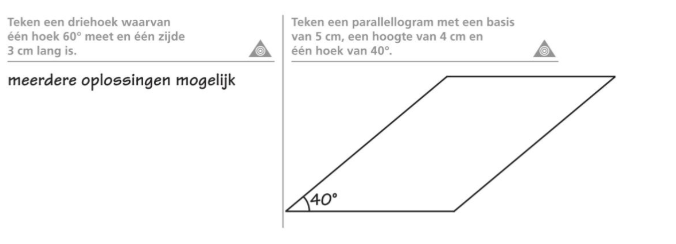 Teken een driehoek waarvan
één hoek 60° meet en één zijde
3 cm lang is.
meerdere oplossingen mogelijk
Teken een parallellogram met een basis
van 5 cm, een hoogte van 4 cm en
één hoek van 40°.
40°